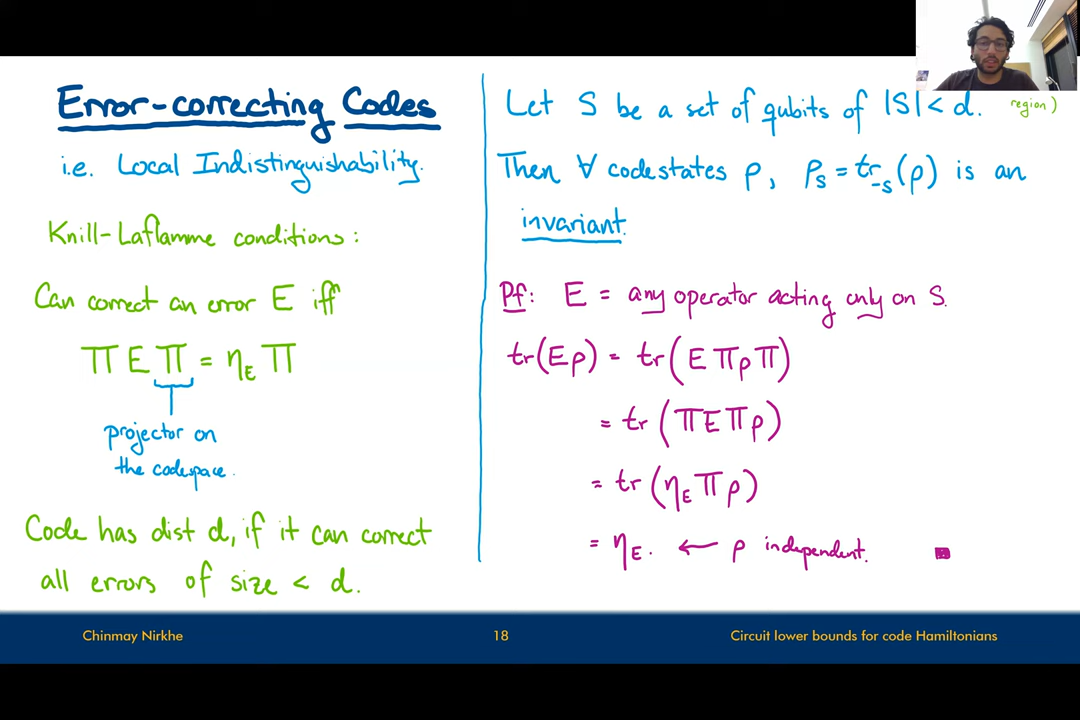 Error-correcting Codes
i.e. Local Indistinguishability.
Knill-Laflamme conditions:
Can correct an error E iff
Π E Π = η_E Π
projector on
the codespace.
Code has dist d, if it can correct
all errors of size < d.
Let S be a set of qubits of |S| < d. region)
Then ∀ codestates ρ, ρ_S = tr_{-S}(ρ) is an
invariant.
Pf: E = any operator acting only on S.
tr(Eρ) = tr(E Π ρ Π)
= tr(Π E Π ρ)
= tr(η_E Π ρ)
= η_E. ← ρ independent.
Chinmay Nirkhe
18
Circuit lower bounds for code Hamiltonians